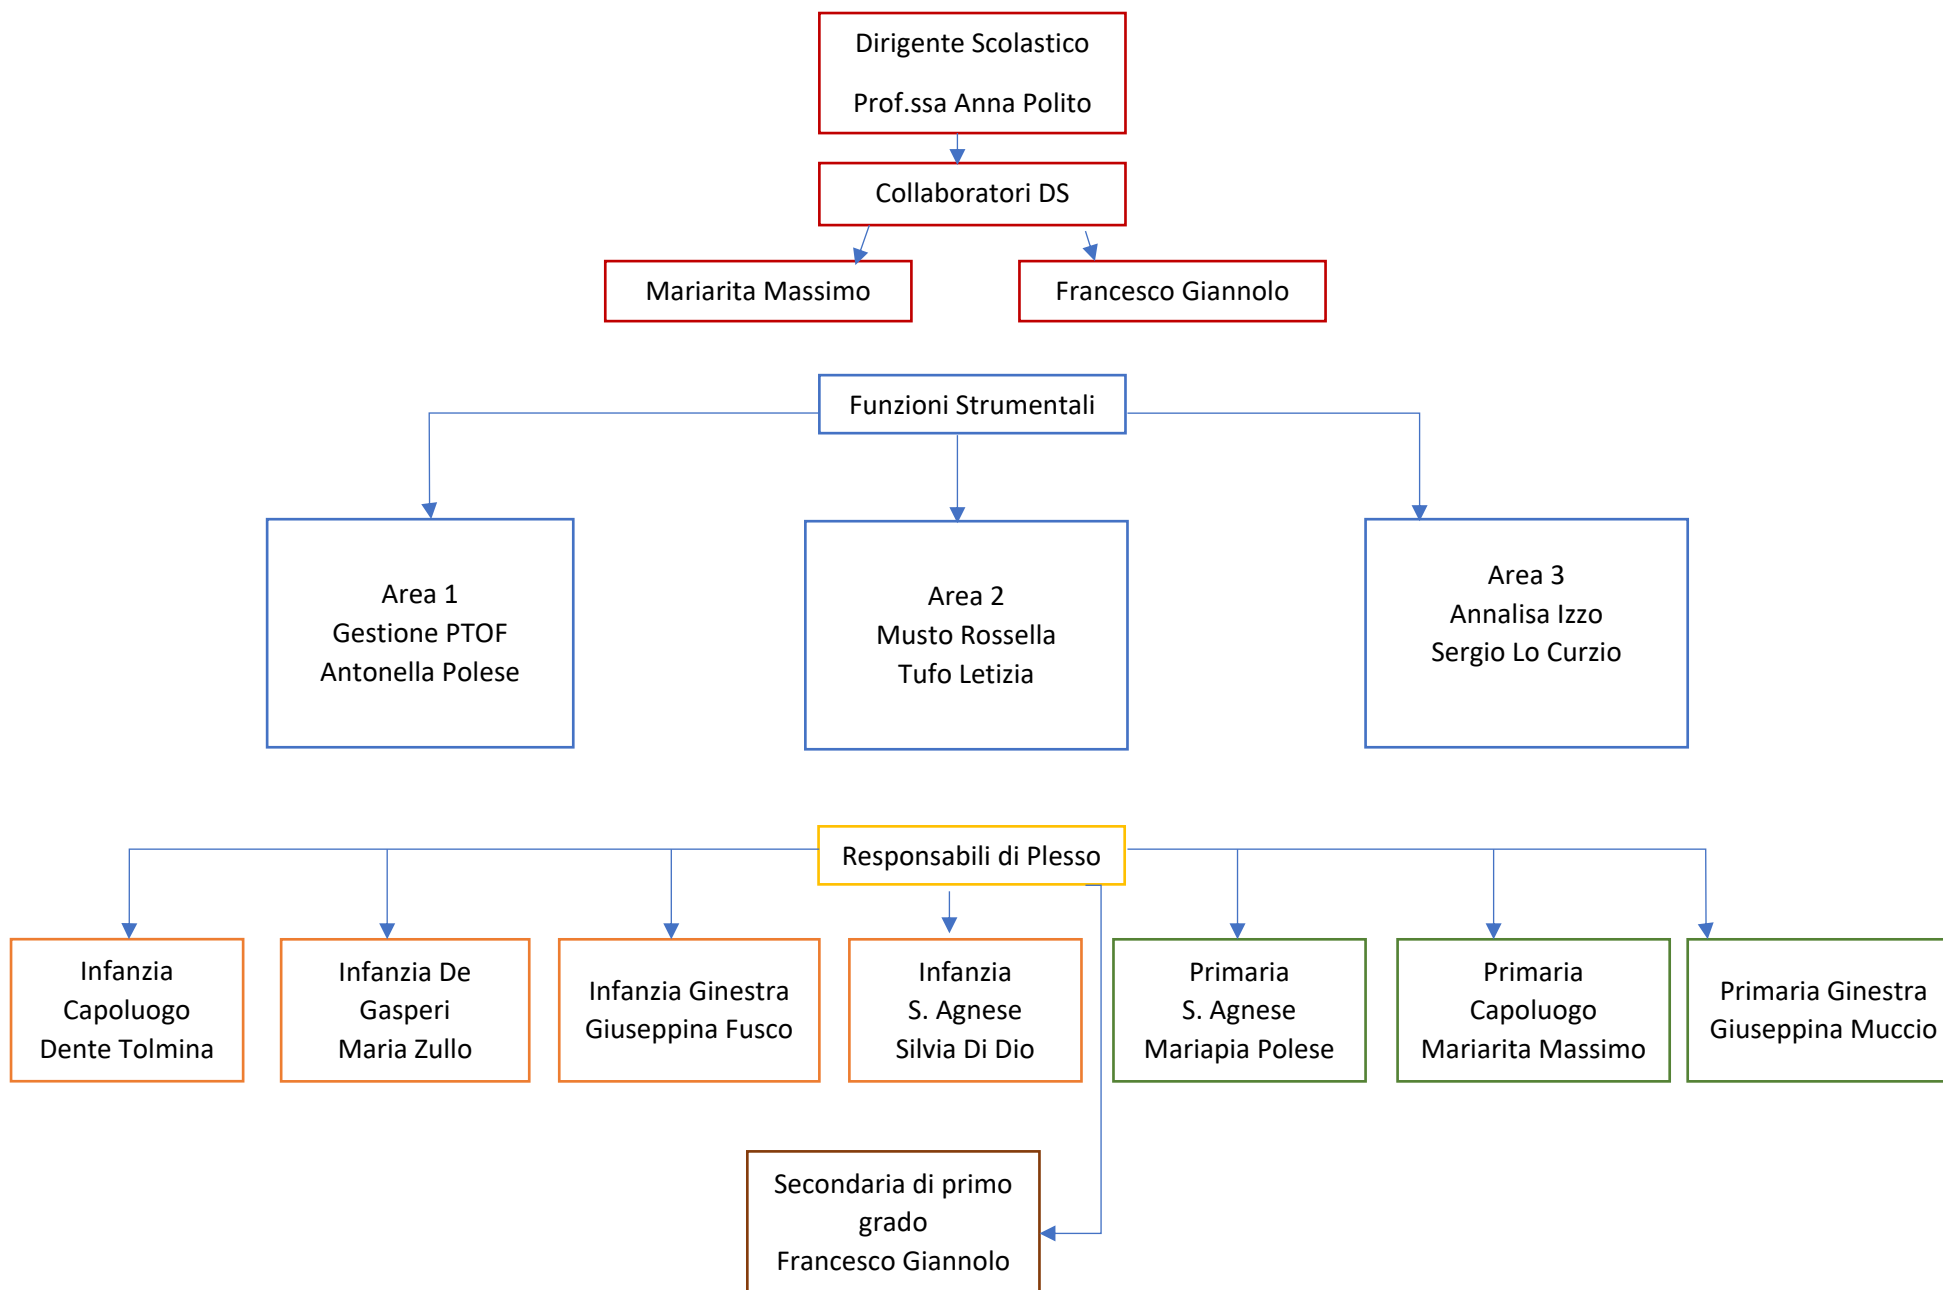 Dirigente Scolastico
Prof.ssa Anna Polito
Collaboratori DS
Mariarita Massimo
Francesco Giannolo
Funzioni Strumentali
Area 1
Gestione PTOF
Antonella Polese
Area 2
Musto Rossella
Tufo Letizia
Area 3
Annalisa Izzo
Sergio Lo Curzio
Responsabili di Plesso
Infanzia
Capoluogo
Dente Tolmina
Infanzia De
Gasperi
Maria Zullo
Infanzia Ginestra
Giuseppina Fusco
Infanzia
S. Agnese
Silvia Di Dio
Primaria
S. Agnese
Mariapia Polese
Primaria
Capoluogo
Mariarita Massimo
Primaria Ginestra
Giuseppina Muccio
Secondaria di primo
grado
Francesco Giannolo